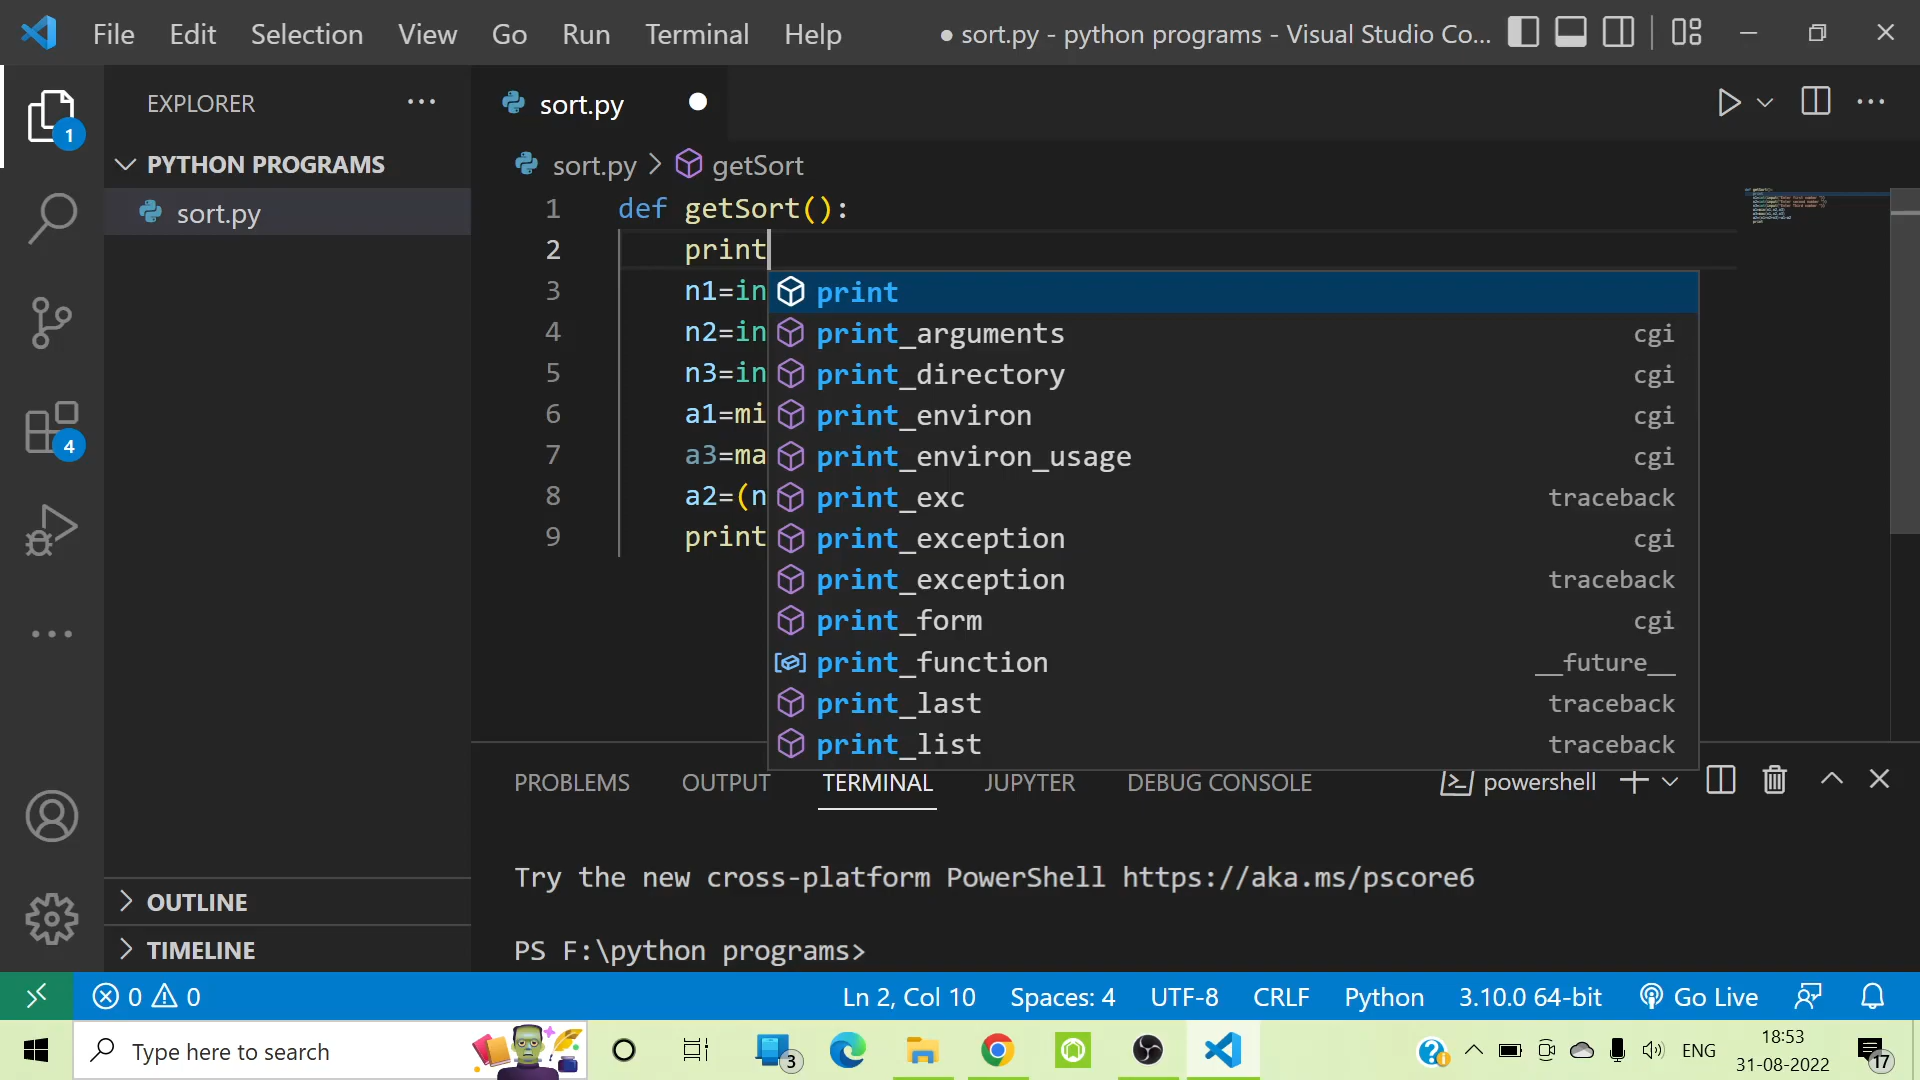 File Edit Selection View Go Run Terminal Help ● sort.py - python programs - Visual Studio Co...
EXPLORER
sort.py
1
PYTHON PROGRAMS
sort.py > getSort
sort.py
1 def getSort():
2 print
3 n1=in
4 n2=in
5 n3=in
6 a1=mi
7 a3=ma
8 a2=(n
9 print
print
print_arguments cgi
print_directory cgi
print_environ cgi
print_environ_usage cgi
print_exc traceback
print_exception cgi
print_exception traceback
print_form cgi
print_function __future__
print_last traceback
print_list traceback
4
PROBLEMS OUTPUT TERMINAL JUPYTER DEBUG CONSOLE powershell
Try the new cross-platform PowerShell https://aka.ms/pscore6
PS F:\python programs>
OUTLINE
TIMELINE
0 0 Ln 2, Col 10 Spaces: 4 UTF-8 CRLF Python 3.10.0 64-bit Go Live
Type here to search
3
ENG
18:53
31-08-2022
17